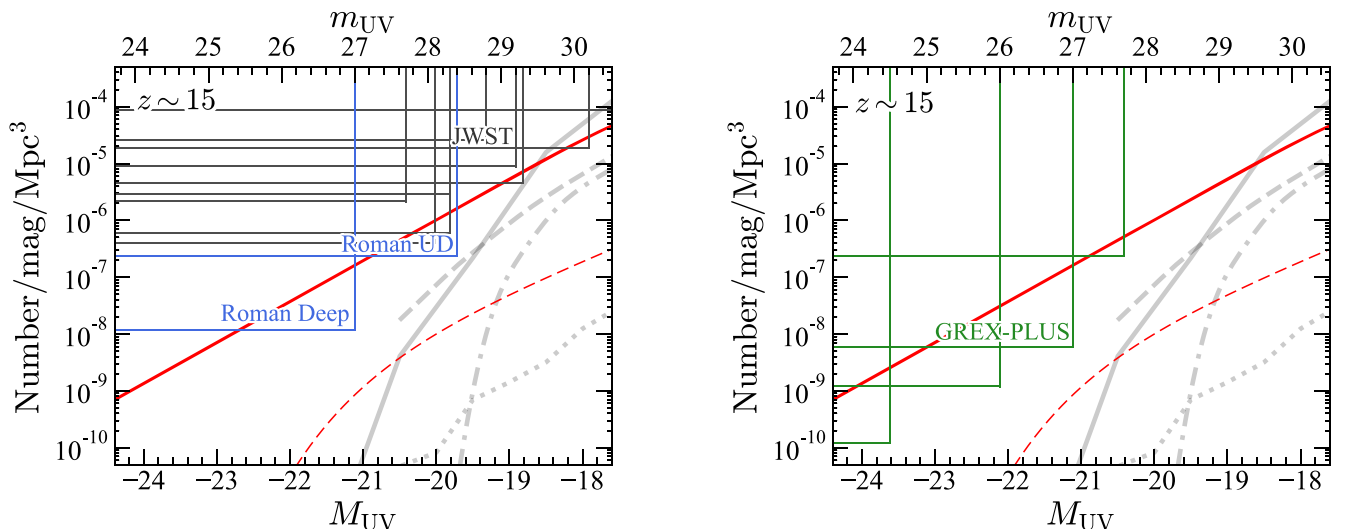 m_UV
24 25 26 27 28 29 30
z ~ 15
JWST
Roman UD
Roman Deep
10^-4
10^-5
10^-6
10^-7
10^-8
10^-9
10^-10
Number/mag/Mpc^3
−24 −23 −22 −21 −20 −19 −18
M_UV
m_UV
24 25 26 27 28 29 30
z ~ 15
GREX-PLUS
10^-4
10^-5
10^-6
10^-7
10^-8
10^-9
10^-10
Number/mag/Mpc^3
−24 −23 −22 −21 −20 −19 −18
M_UV